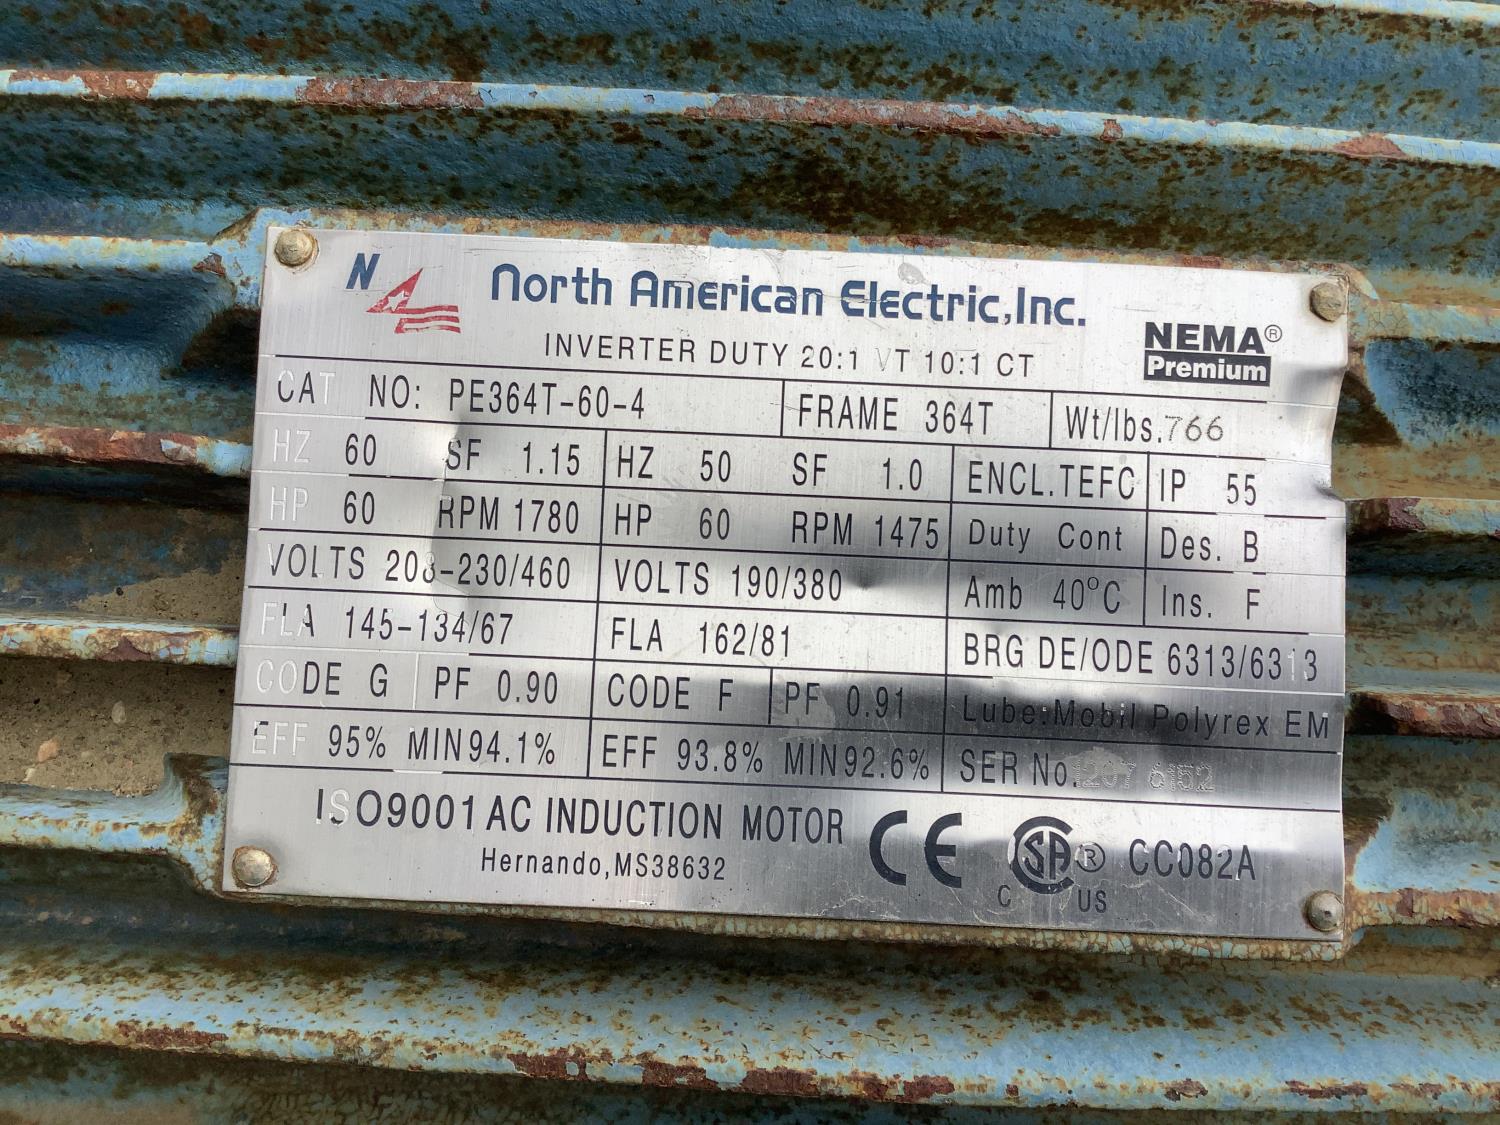 N
North American Electric, Inc.
INVERTER DUTY 20:1 VT 10:1 CT
NEMA®
Premium
CAT NO: PE364T-60-4 FRAME 364T Wt/lbs. 766
HZ 60 SF 1.15 HZ 50 SF 1.0 ENCL. TEFC IP 55
HP 60 RPM 1780 HP 60 RPM 1475 Duty Cont Des. B
VOLTS 208-230/460 VOLTS 190/380 Amb 40°C Ins. F
FLA 145-134/67 FLA 162/81 BRG DE/ODE 6313/6313
CODE G PF 0.90 CODE F PF 0.91 Lube: Mobil Polyrex EM
EFF 95% MIN 94.1% EFF 93.8% MIN 92.6% SER No.
ISO9001 AC INDUCTION MOTOR
Hernando, MS38632
CE
C SA ® US
CC082A